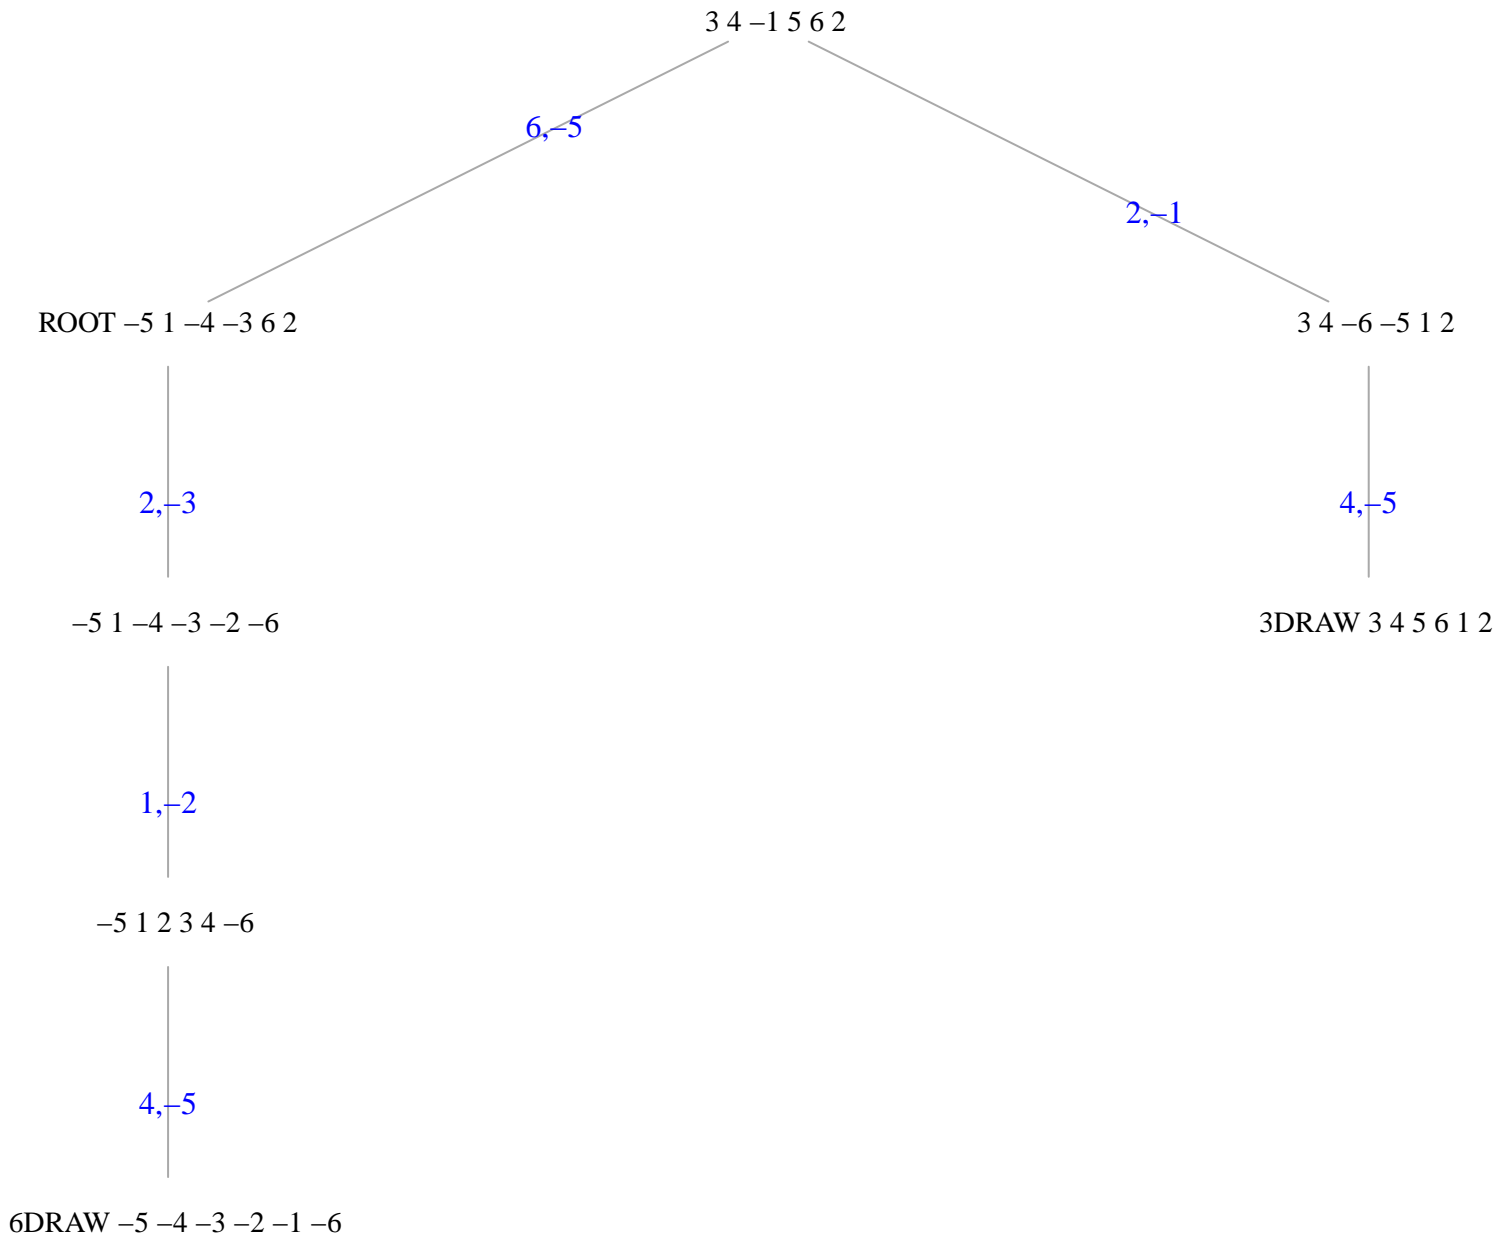 3 4 –1 5 6 2
6,–5
2,–1
ROOT –5 1 –4 –3 6 2
3 4 –6 –5 1 2
2,–3
4,–5
–5 1 –4 –3 –2 –6
3DRAW 3 4 5 6 1 2
1,–2
–5 1 2 3 4 –6
4,–5
6DRAW –5 –4 –3 –2 –1 –6